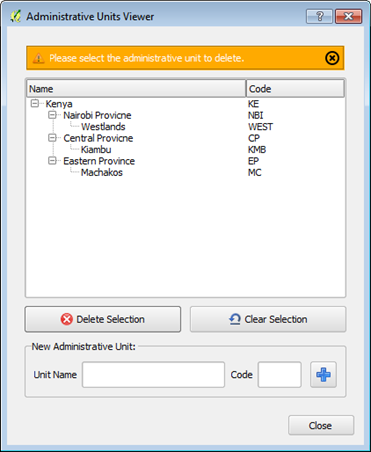 Administrative Units Viewer
Please select the administrative unit to delete.
Name Code
Kenya KE
Nairobi Provicne NBI
Westlands WEST
Central Provicne CP
Kiambu KMB
Eastern Province EP
Machakos MC
Delete Selection Clear Selection
New Administrative Unit:
Unit Name Code
Close